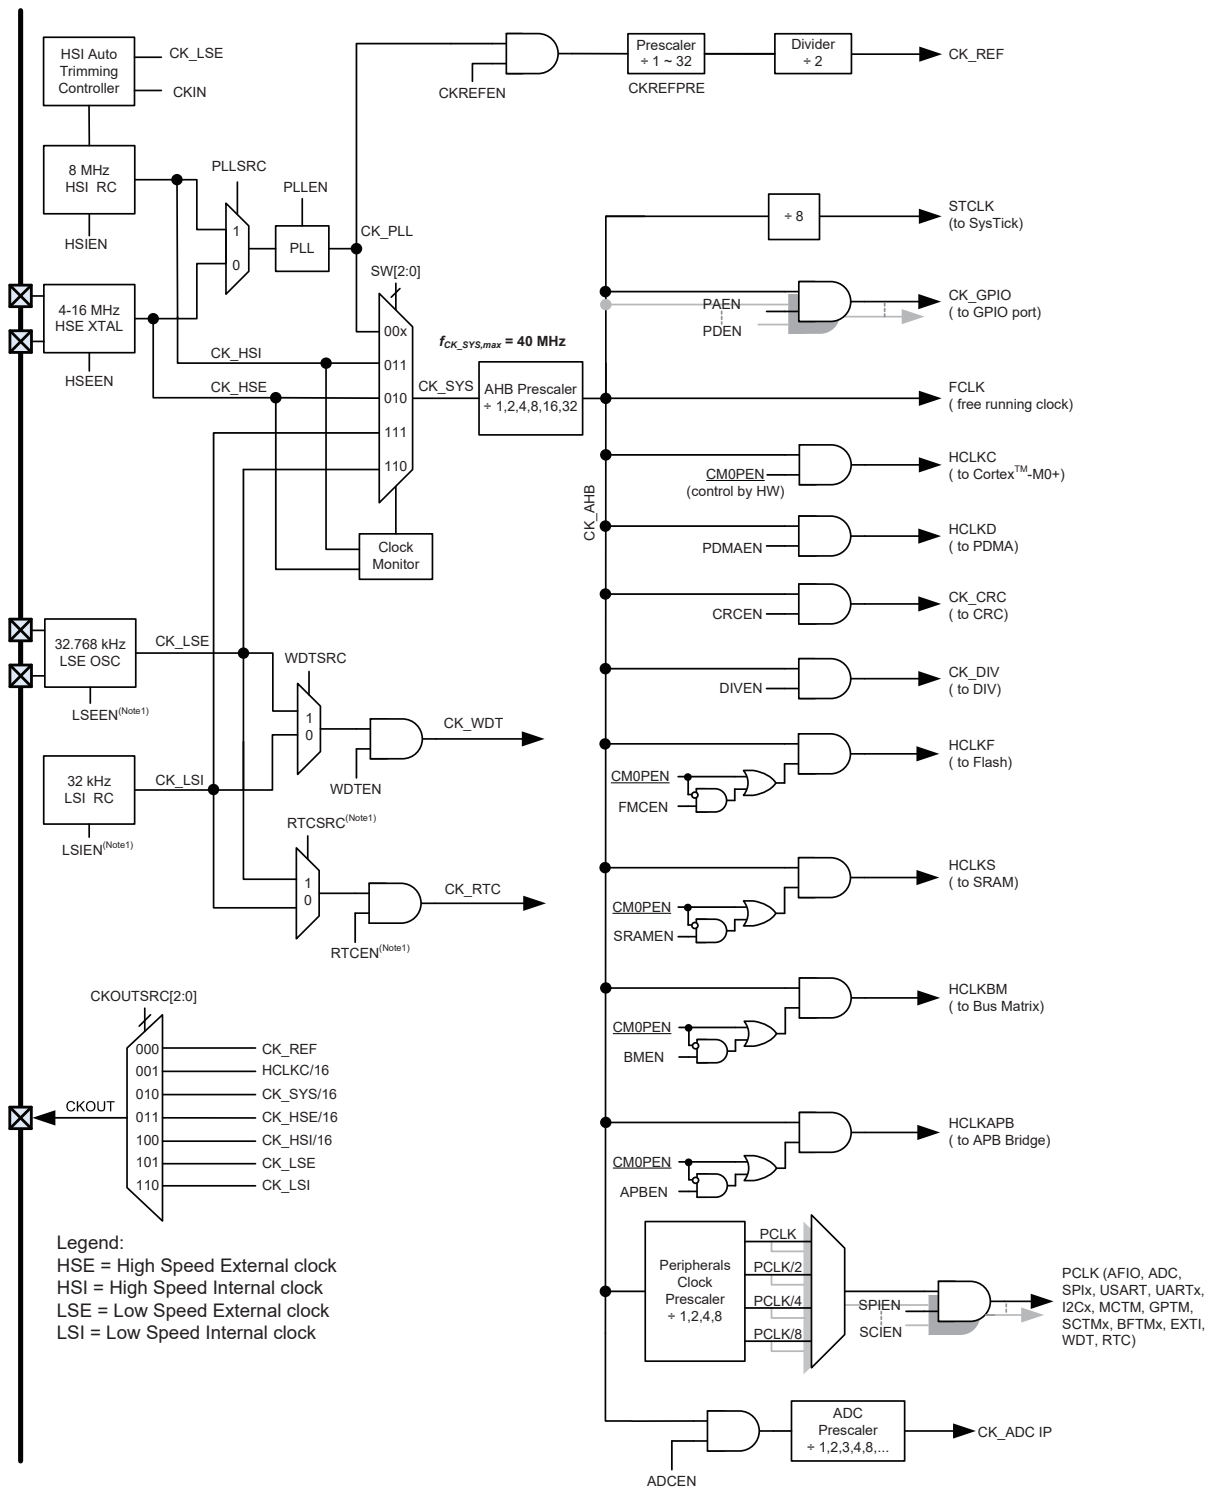 HSI Auto
Trimming
Controller
CK_LSE
CKIN
8 MHz
HSI RC
HSIEN
PLLSRC
1
0
PLLEN
PLL
CK_PLL
4-16 MHz
HSE XTAL
HSEEN
CKREFEN
Prescaler
÷ 1 ~ 32
CKREFPRE
Divider
÷ 2
CK_REF
SW[2:0]
00x
011
010
111
110
CK_HSI
CK_HSE
CK_SYS
fCK_SYS,max = 40 MHz
AHB Prescaler
÷ 1,2,4,8,16,32
Clock
Monitor
CK_AHB
÷ 8
STCLK
(to SysTick)
PAEN
PDEN
CK_GPIO
( to GPIO port)
FCLK
( free running clock)
CM0PEN
(control by HW)
HCLKC
( to CortexTM-M0+)
PDMAEN
HCLKD
( to PDMA)
CRCEN
CK_CRC
( to CRC)
DIVEN
CK_DIV
( to DIV)
CM0PEN
FMCEN
HCLKF
( to Flash)
CM0PEN
SRAMEN
HCLKS
( to SRAM)
CM0PEN
BMEN
HCLKBM
( to Bus Matrix)
CM0PEN
APBEN
HCLKAPB
( to APB Bridge)
32.768 kHz
LSE OSC
LSEEN(Note1)
CK_LSE
WDTSRC
1
0
WDTEN
CK_WDT
32 kHz
LSI RC
LSIEN(Note1)
CK_LSI
RTCSRC(Note1)
1
0
RTCEN(Note1)
CK_RTC
CKOUTSRC[2:0]
CKOUT
000 CK_REF
001 HCLKC/16
010 CK_SYS/16
011 CK_HSE/16
100 CK_HSI/16
101 CK_LSE
110 CK_LSI
Legend:
HSE = High Speed External clock
HSI = High Speed Internal clock
LSE = Low Speed External clock
LSI = Low Speed Internal clock
Peripherals
Clock
Prescaler
÷ 1,2,4,8
PCLK
PCLK/2
PCLK/4
PCLK/8
SPIEN
SCIEN
PCLK (AFIO, ADC,
SPIx, USART, UARTx,
I2Cx, MCTM, GPTM,
SCTMx, BFTMx, EXTI,
WDT, RTC)
ADCEN
ADC
Prescaler
÷ 1,2,3,4,8,...
CK_ADC IP